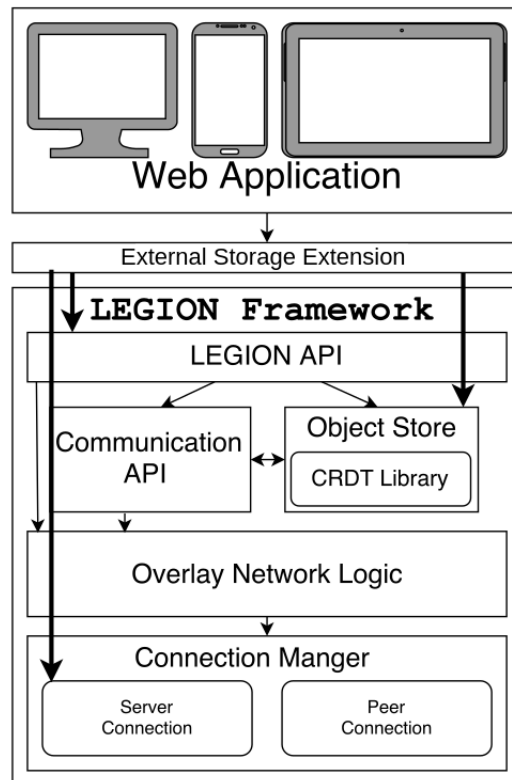 Web Application
External Storage Extension
LEGION Framework
LEGION API
Communication
API
Object Store
CRDT Library
Overlay Network Logic
Connection Manger
Server
Connection
Peer
Connection